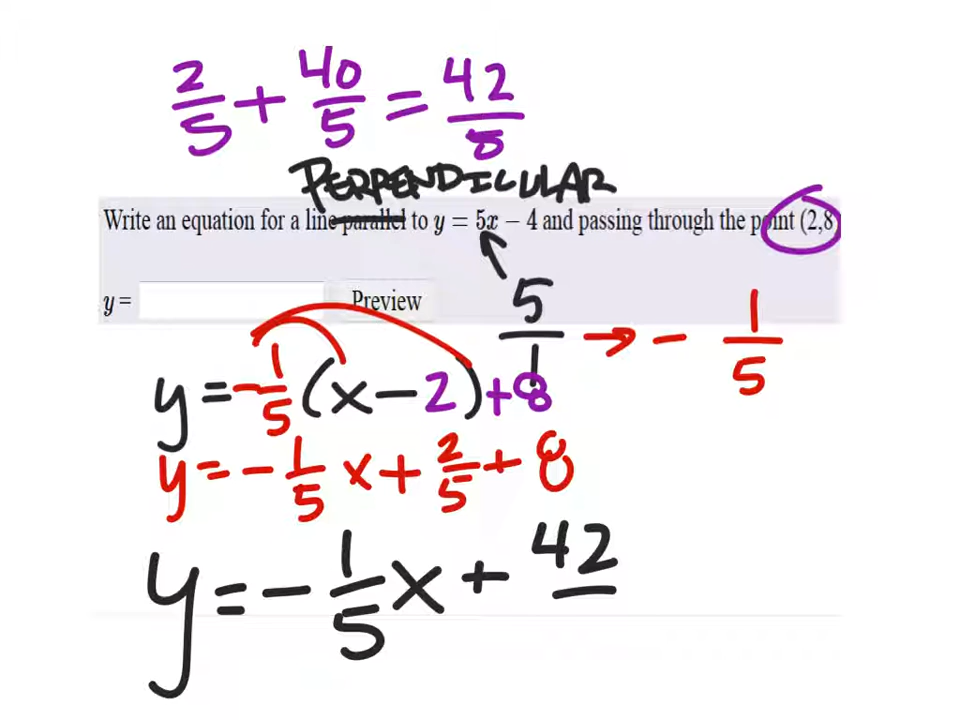 2/5 + 40/5 = 42/8
PERPENDICULAR
Write an equation for a line parallel to y = 5x − 4 and passing through the point (2,8
y = Preview
5/1 → - 1/5
y = -1/5 (x - 2) + 8
y = - 1/5 x + 2/5 + 8
y = - 1/5 x + 42/